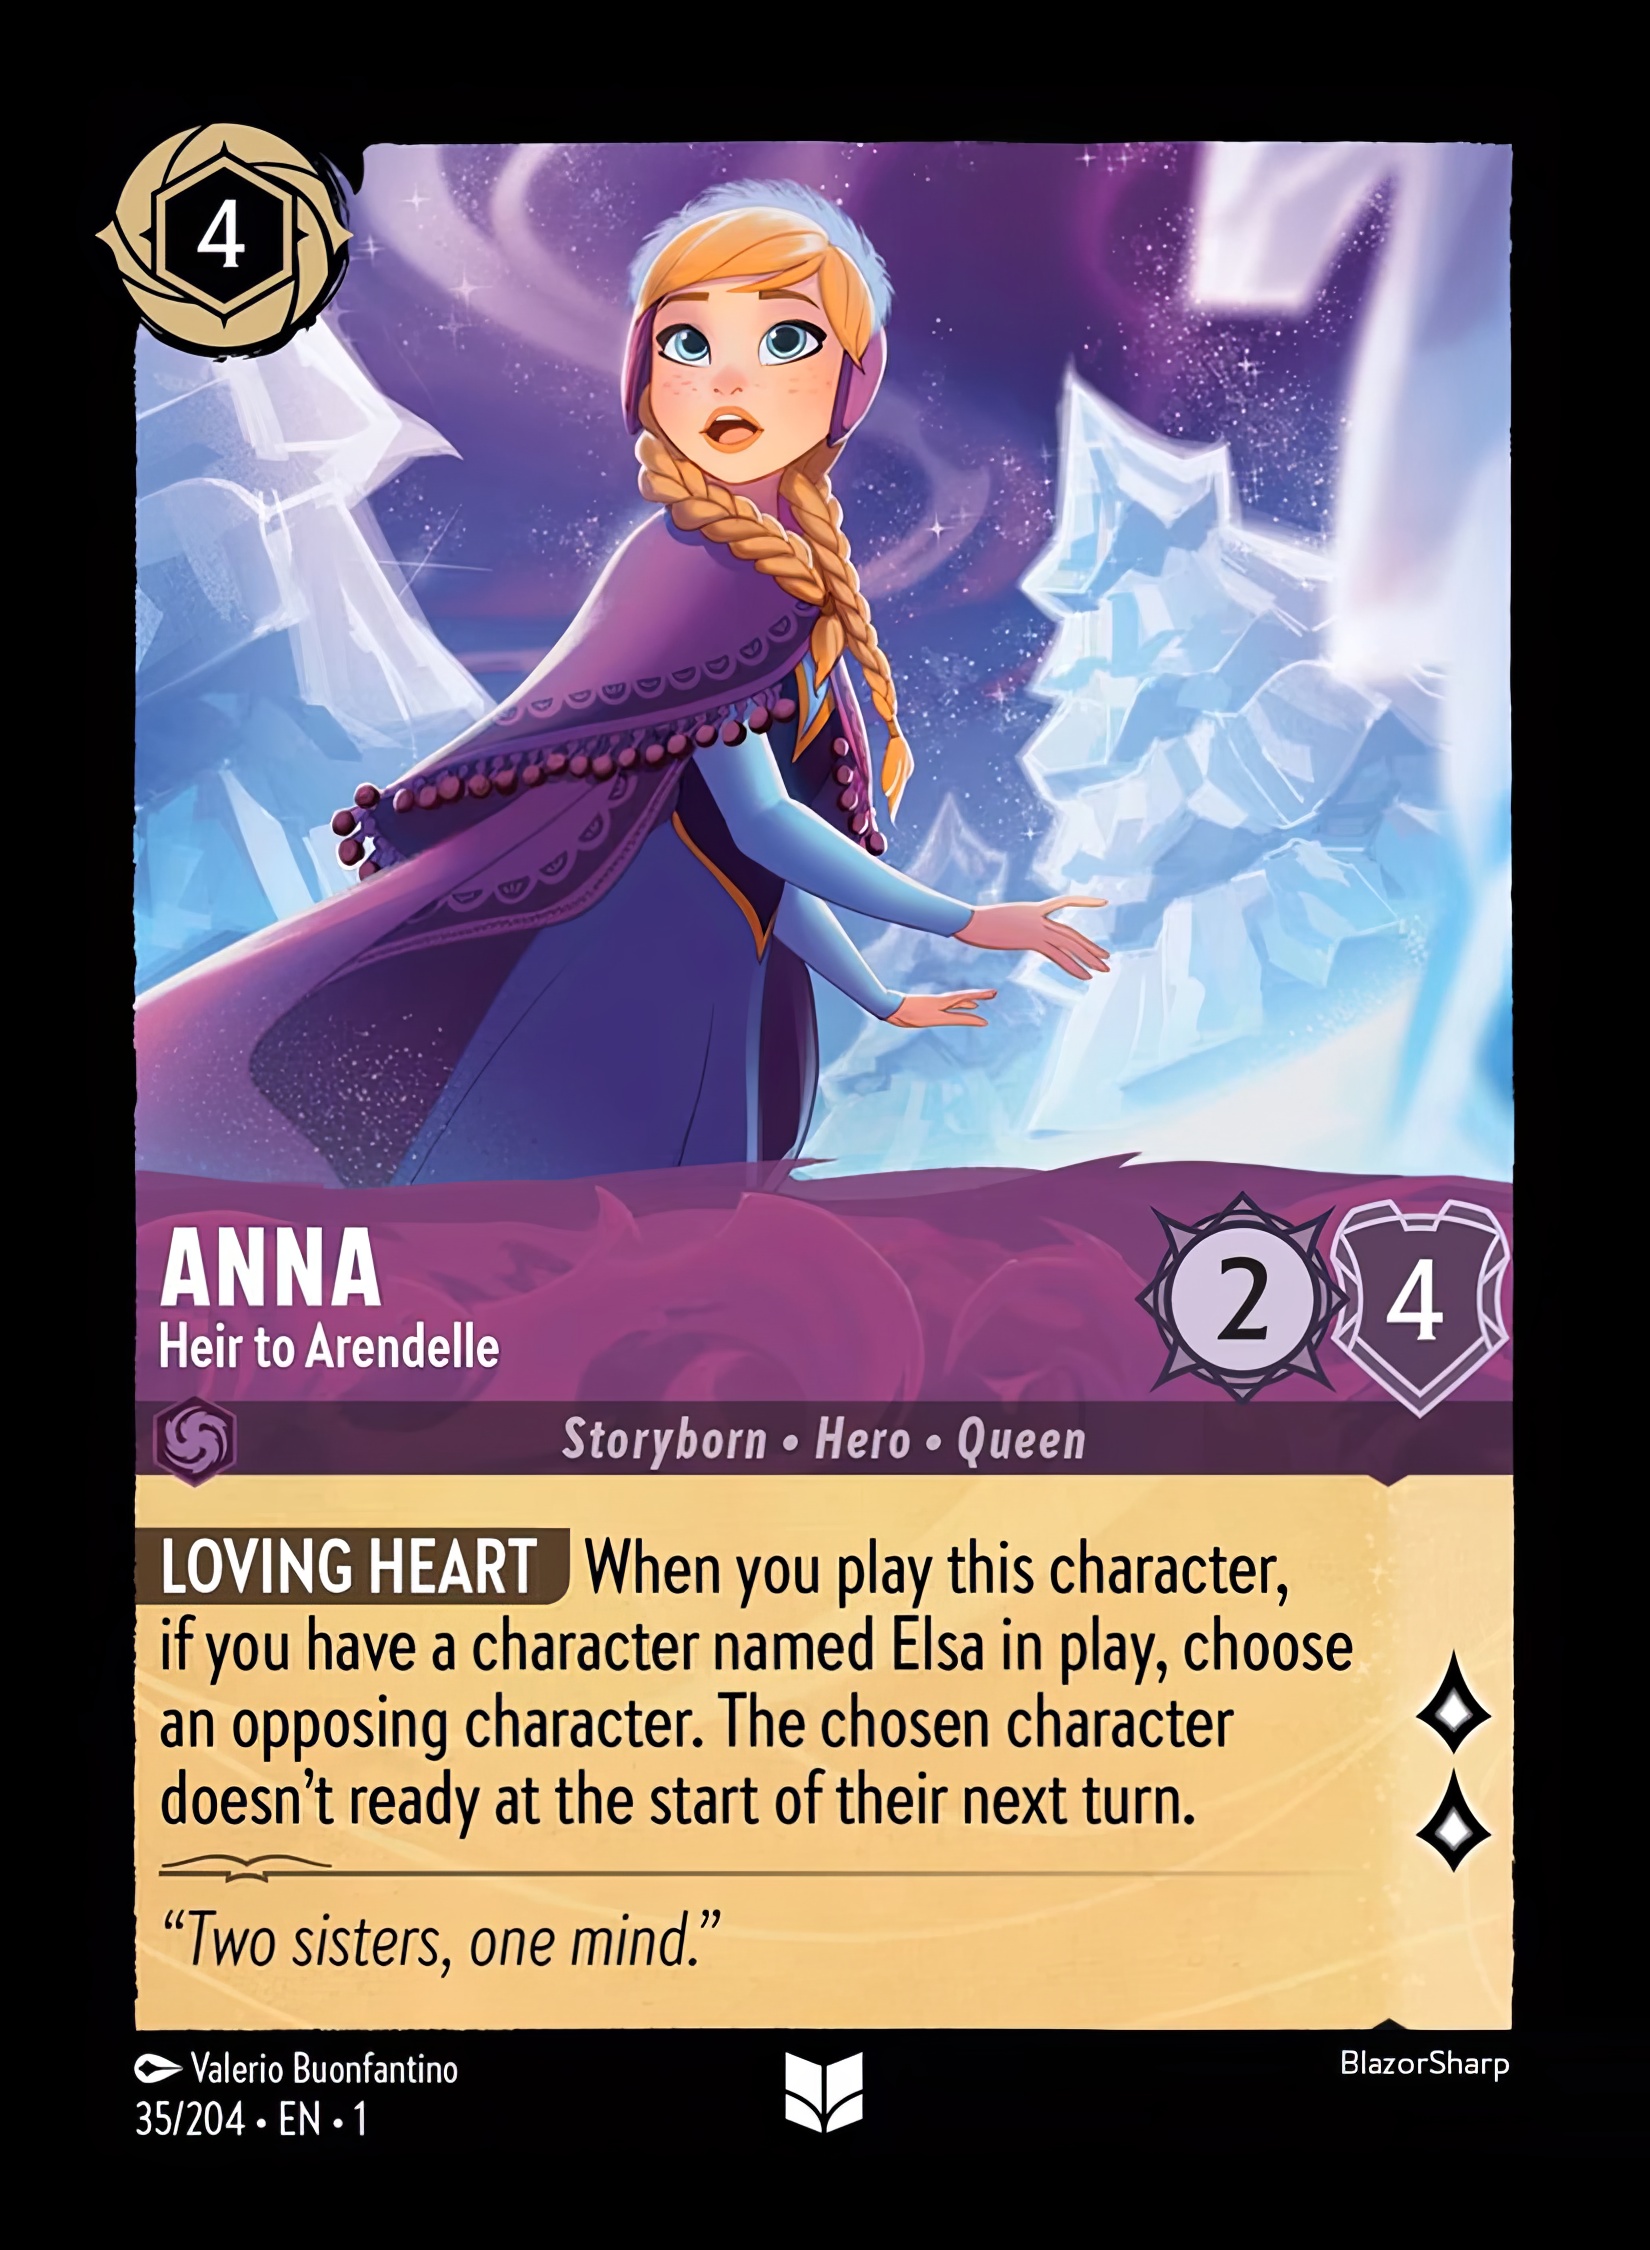 4
ANNA
Heir to Arendelle
2
4
Storyborn • Hero • Queen
LOVING HEART When you play this character,
if you have a character named Elsa in play, choose
an opposing character. The chosen character
doesn’t ready at the start of their next turn.
“Two sisters, one mind.”
Valerio Buonfantino
BlazorSharp
35/204 • EN • 1